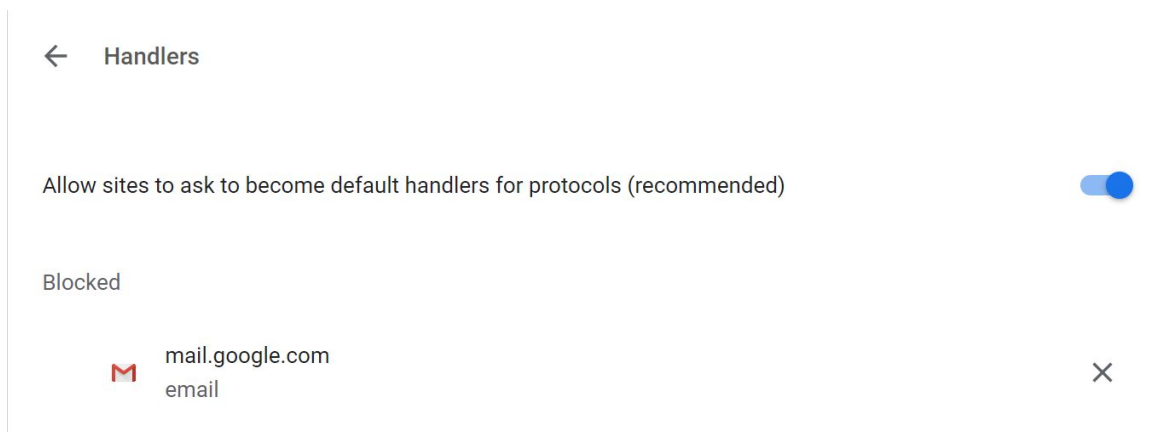 Handlers
Allow sites to ask to become default handlers for protocols (recommended)
Blocked
mail.google.com
email